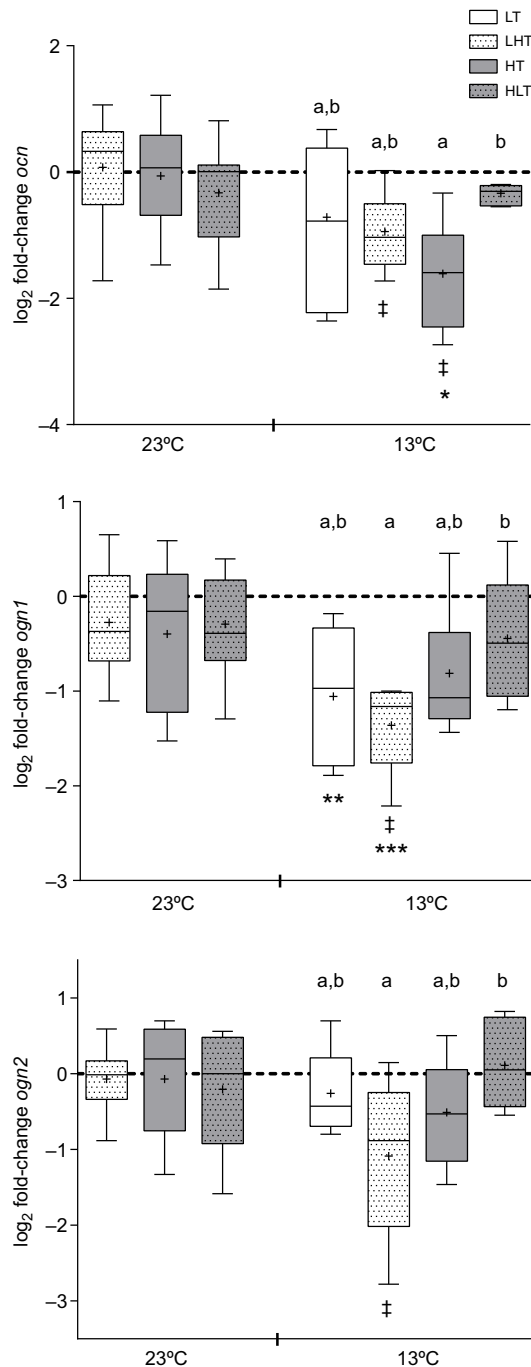 LT
LHT
HT
HLT
2
0
–2
–4
log2 fold-change ocn
a,b
a,b
a
b
‡
‡
*
23ºC
13ºC
1
0
–1
–2
–3
log2 fold-change ogn1
a,b
a
a,b
b
**
‡
***
23ºC
13ºC
1
0
–1
–2
–3
log2 fold-change ogn2
a,b
a
a,b
b
‡
23ºC
13ºC